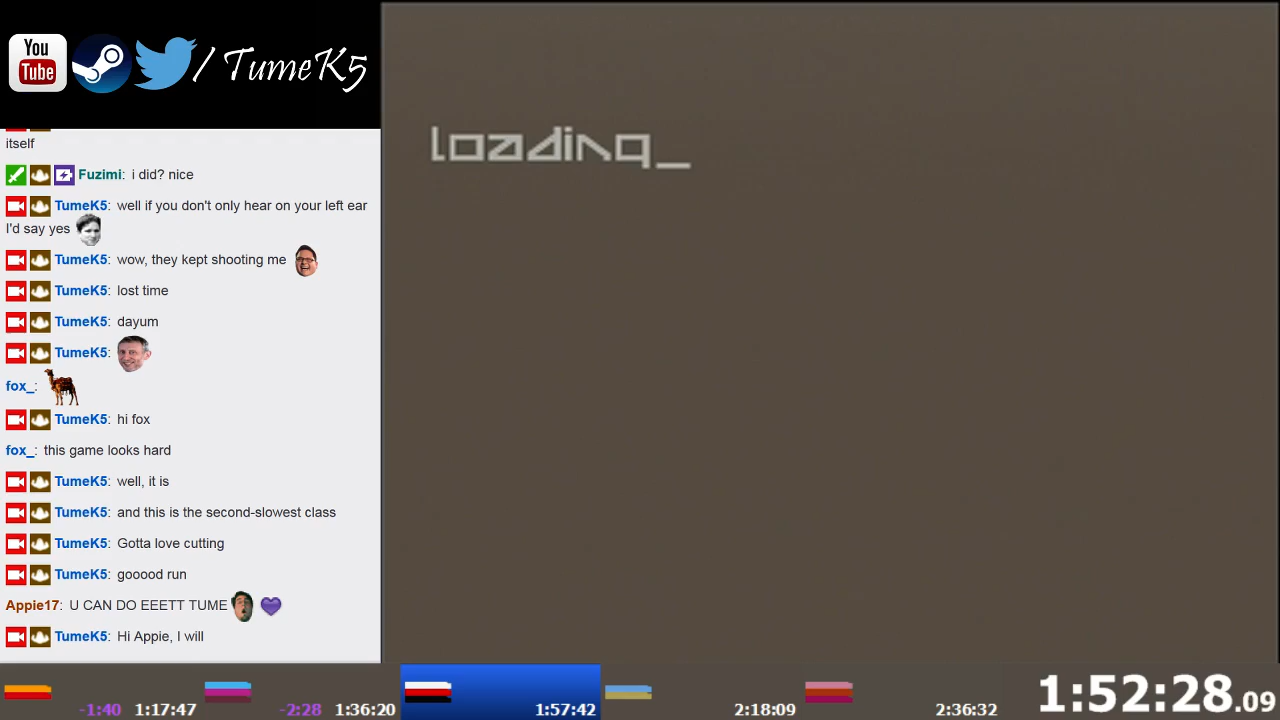 You
Tube
/ TumeK5
itself
Fuzimi: i did? nice
TumeK5: well if you don't only hear on your left ear
I'd say yes
TumeK5: wow, they kept shooting me
TumeK5: lost time
TumeK5: dayum
TumeK5:
fox_:
TumeK5: hi fox
fox_: this game looks hard
TumeK5: well, it is
TumeK5: and this is the second-slowest class
TumeK5: Gotta love cutting
TumeK5: gooood run
Appie17: U CAN DO EEETT TUME
TumeK5: Hi Appie, I will
loading_
-1:40 1:17:47
-2:28 1:36:20
1:57:42
2:18:09
2:36:32
1:52:28.09